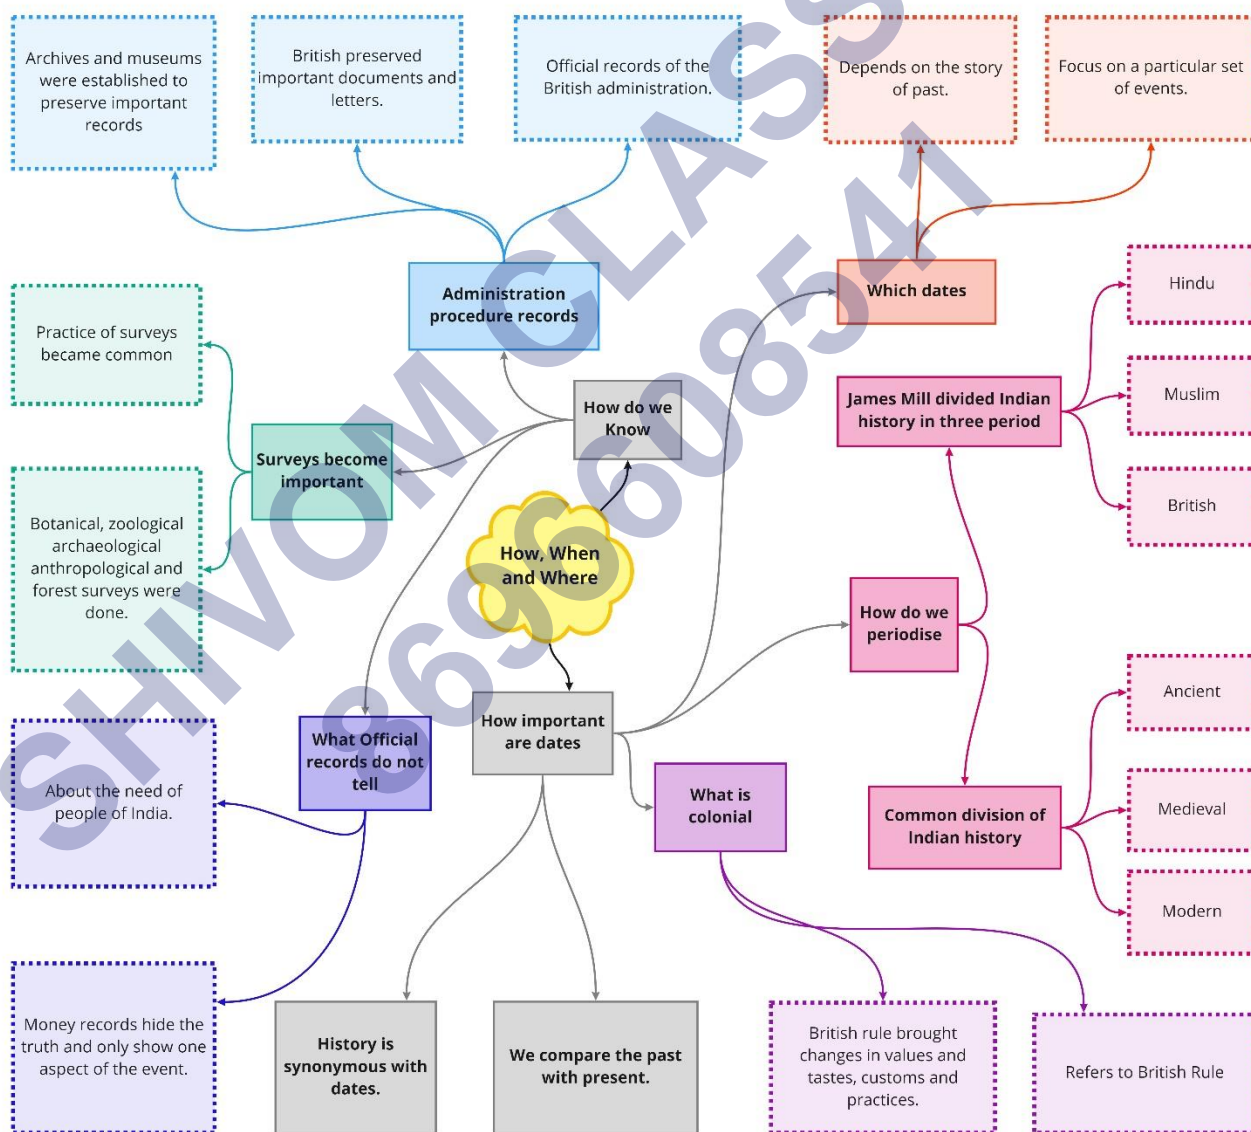 Archives and museums
were established to
preserve important
records
British preserved
important documents and
letters.
Official records of the
British administration.
Depends on the story
of past.
Focus on a particular set
of events.
Administration
procedure records
Which dates
Hindu
Muslim
British
Practice of surveys
became common
How do we
Know
James Mill divided Indian
history in three period
Surveys become
important
Botanical, zoological
archaeological
anthropological and
forest surveys were
done.
How, When
and Where
How do we
periodise
Ancient
Medieval
Modern
What Official
records do not
tell
How important
are dates
What is
colonial
Common division of
Indian history
About the need of
people of India.
Money records hide the
truth and only show one
aspect of the event.
History is
synonymous with
dates.
We compare the past
with present.
British rule brought
changes in values and
tastes, customs and
practices.
Refers to British Rule
SHIVOM CLASS
8696608541